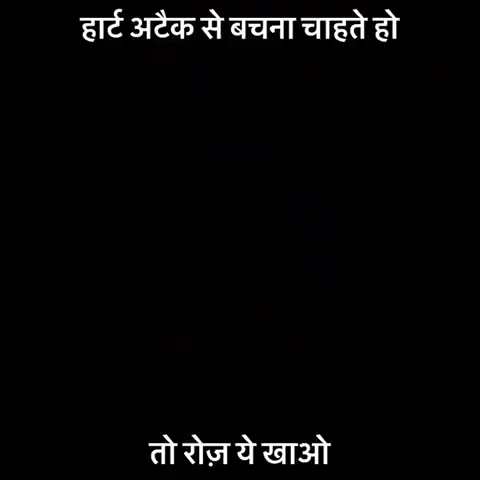 हार्ट अटैक से बचना चाहते हो
तो रोज़ ये खाओ